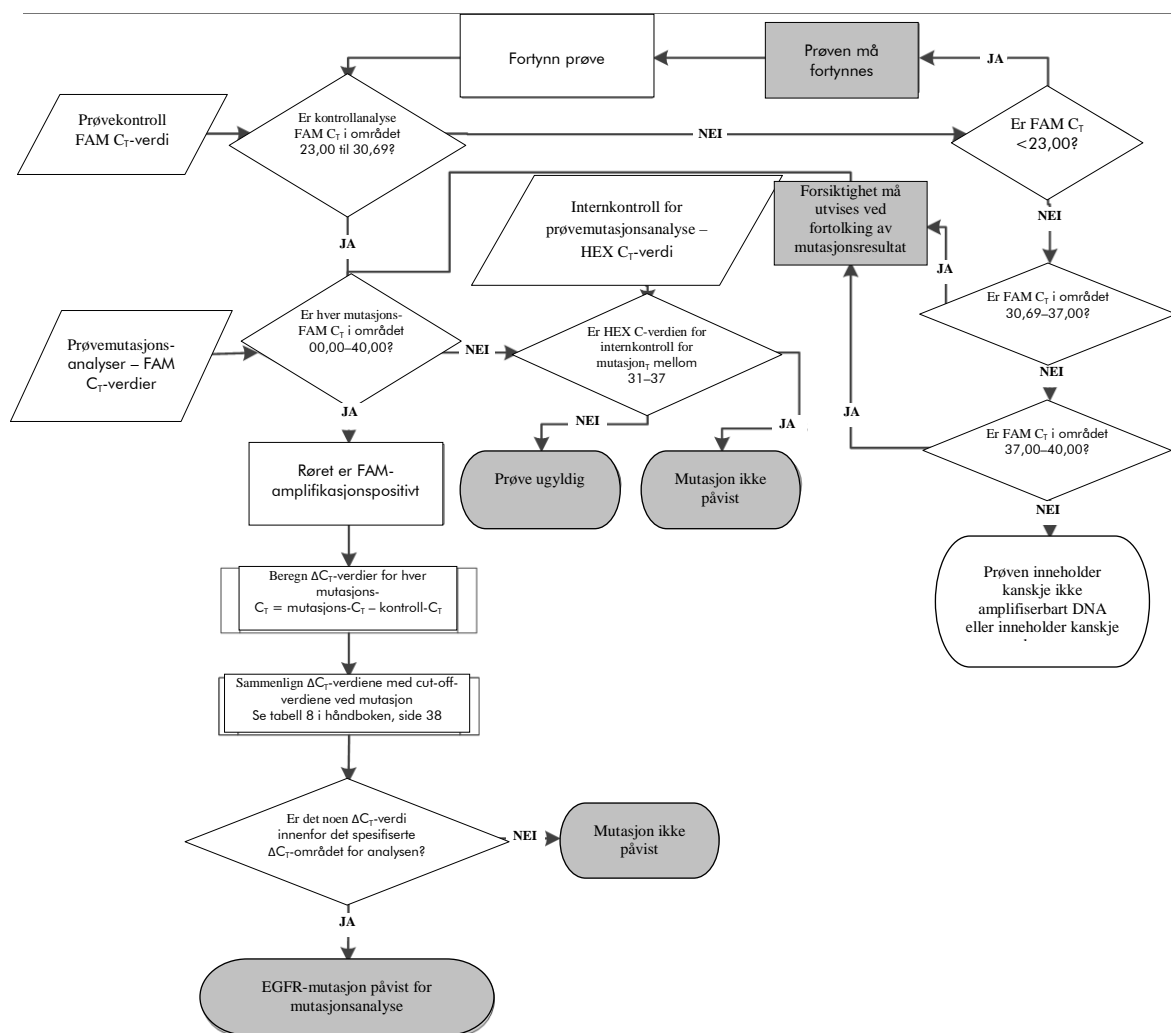 Fortynn prøve
Prøven må
fortynnes
JA
Prøvekontroll
FAM CT-verdi
Er kontrollanalyse
FAM CT i området
23,00 til 30,69?
NEI
Er FAM CT
<23,00?
JA
NEI
Internkontroll for
prøvemutasjonsanalyse –
HEX CT-verdi
Forsiktighet må
utvises ved
fortolking av
mutasjonsresultat
JA
Er FAM CT i området
30,69–37,00?
Prøvemutasjons-
analyser – FAM
CT-verdier
Er hver mutasjons-
FAM CT i området
00,00–40,00?
NEI
Er HEX C-verdien for
internkontroll for
mutasjonT mellom
31–37
NEI
JA
JA
NEI
JA
Er FAM CT i området
37,00–40,00?
Røret er FAM-
amplifikasjonspositivt
Prøve ugyldig
Mutasjon ikke
påvist
NEI
Prøven inneholder
kanskje ikke
amplifiserbart DNA
eller inneholder kanskje
Beregn ΔCT-verdier for hver
mutasjons-
CT = mutasjons-CT – kontroll-CT
Sammenlign ΔCT-verdiene med cut-off-
verdiene ved mutasjon
Se tabell 8 i håndboken, side 38
Er det noen ΔCT-verdi
innenfor det spesifiserte
ΔCT-området for analysen?
NEI
Mutasjon ikke
påvist
JA
EGFR-mutasjon påvist for
mutasjonsanalyse